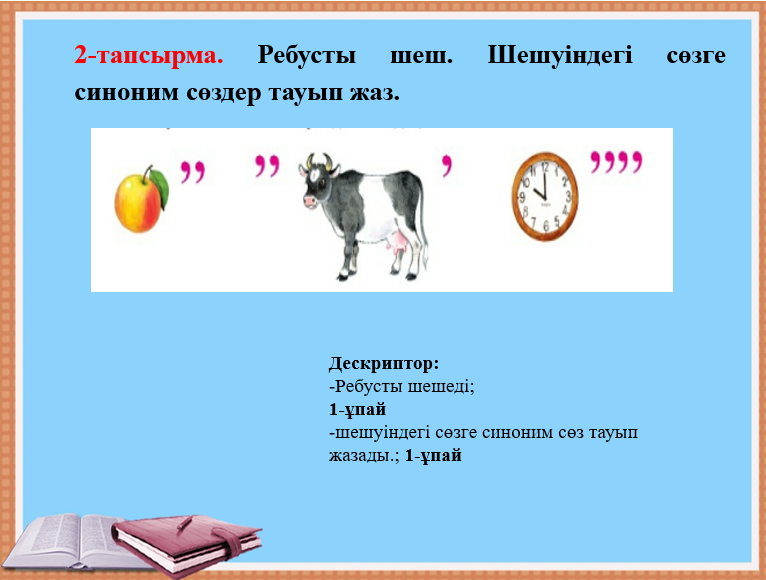 2-тапсырма. Ребусты шеш. Шешуіндегі сөзге
синоним сөздер тауып жаз.
,, ,, , ,,,,
Дескриптор:
-Ребусты шешеді;
1-ұпай
-шешуіндегі сөзге синоним сөз тауып
жазады.; 1-ұпай